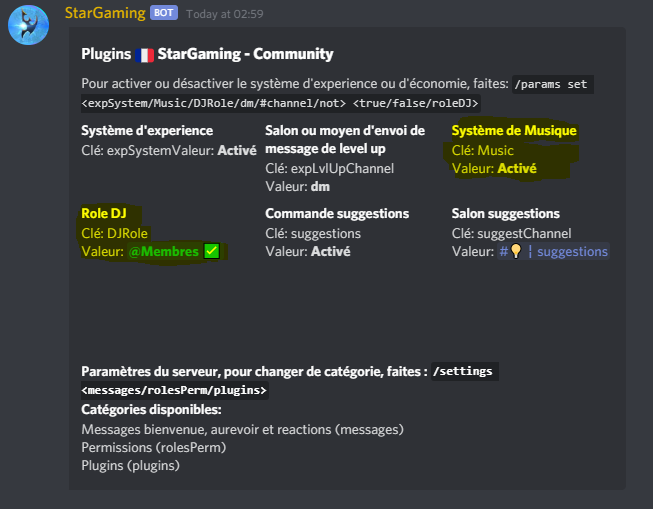 StarGaming BOT Today at 02:59
Plugins 🇫🇷 StarGaming - Community
Pour activer ou désactiver le système d'experience ou d'économie, faites: /params set
<expSystem/Music/DJRole/dm/#channel/not> <true/false/roleDJ>
Système d'experience
Clé: expSystemValeur: Activé
Salon ou moyen d'envoi de
message de level up
Clé: expLvlUpChannel
Valeur: dm
Système de Musique
Clé: Music
Valeur: Activé
Role DJ
Clé: DJRole
Valeur: @Membres ✅
Commande suggestions
Clé: suggestions
Valeur: Activé
Salon suggestions
Clé: suggestChannel
Valeur: #💡¦ suggestions
Paramètres du serveur, pour changer de catégorie, faites : /settings
<messages/rolesPerm/plugins>
Catégories disponibles:
Messages bienvenue, aurevoir et reactions (messages)
Permissions (rolesPerm)
Plugins (plugins)